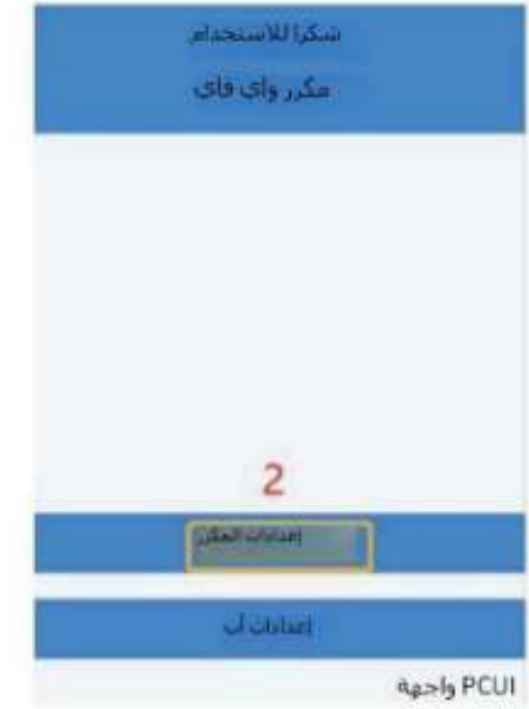 شكرا للاستخدام
مكرر واي فاي
2
إعدادات المكرر
إعدادات أب
واجهة PCUI